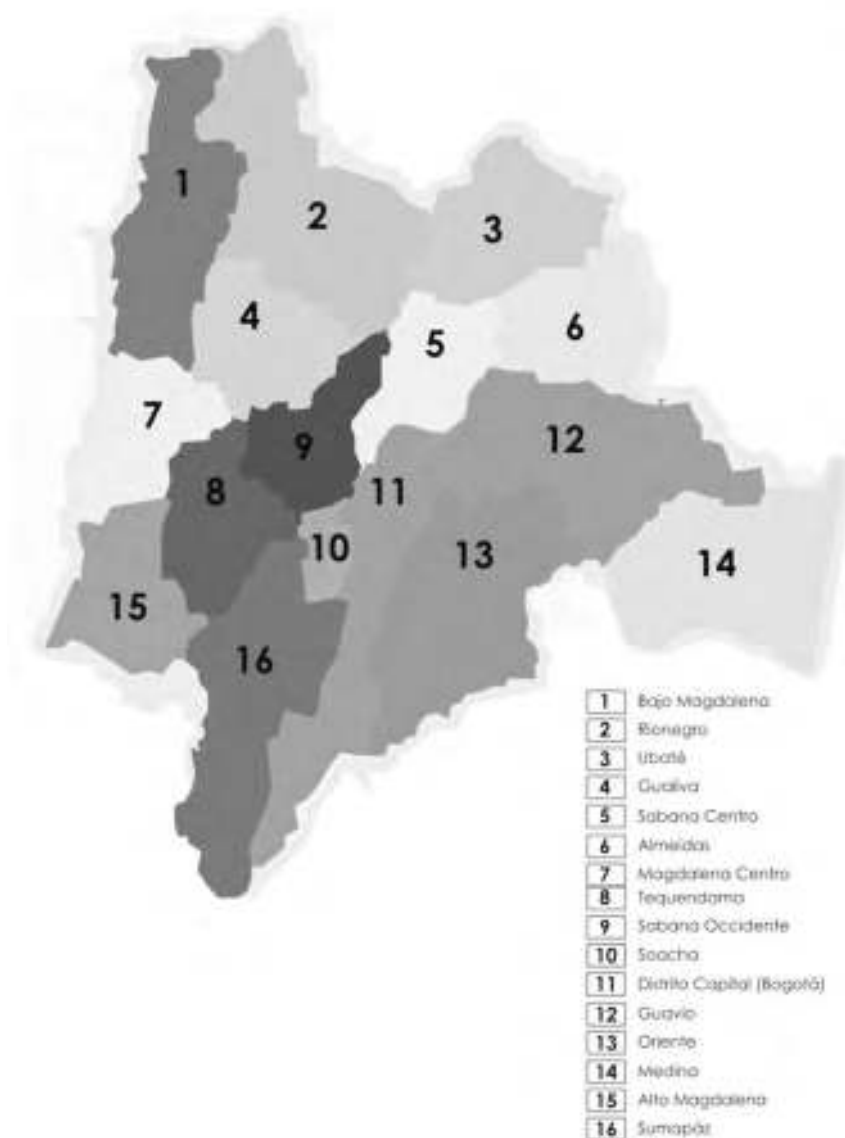 1
2
3
4
5
6
7
8
9
10
11
12
13
14
15
16
1 Bajo Magdalena
2 Rionegro
3 Ubaté
4 Gualiva
5 Sabana Centro
6 Almeidas
7 Magdalena Centro
8 Tequendama
9 Sabana Occidente
10 Soacha
11 Distrito Capital (Bogotá)
12 Guavio
13 Oriente
14 Medina
15 Alto Magdalena
16 Sumapáz